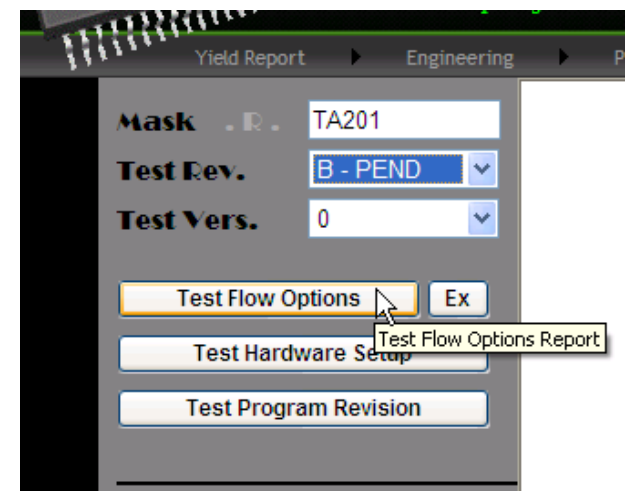 Yield Report Engineering P
Mask . R . TA201
Test Rev. B - PEND
Test Vers. 0
Test Flow Options Ex
Test Flow Options Report
Test Hardware Setup
Test Program Revision